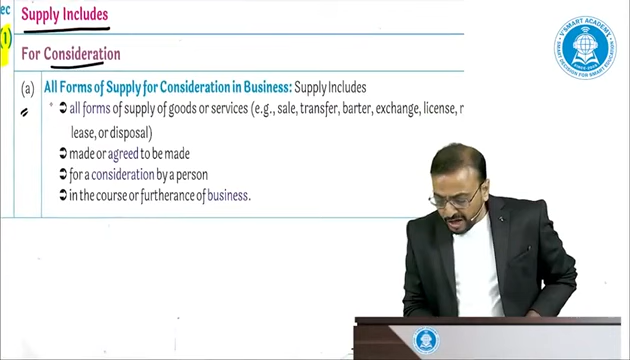 ec
Supply Includes
(1)
For Consideration
(a) All Forms of Supply for Consideration in Business: Supply Includes
all forms of supply of goods or services (e.g., sale, transfer, barter, exchange, license,
lease, or disposal)
made or agreed to be made
for a consideration by a person
in the course or furtherance of business.
V'SMART ACADEMY